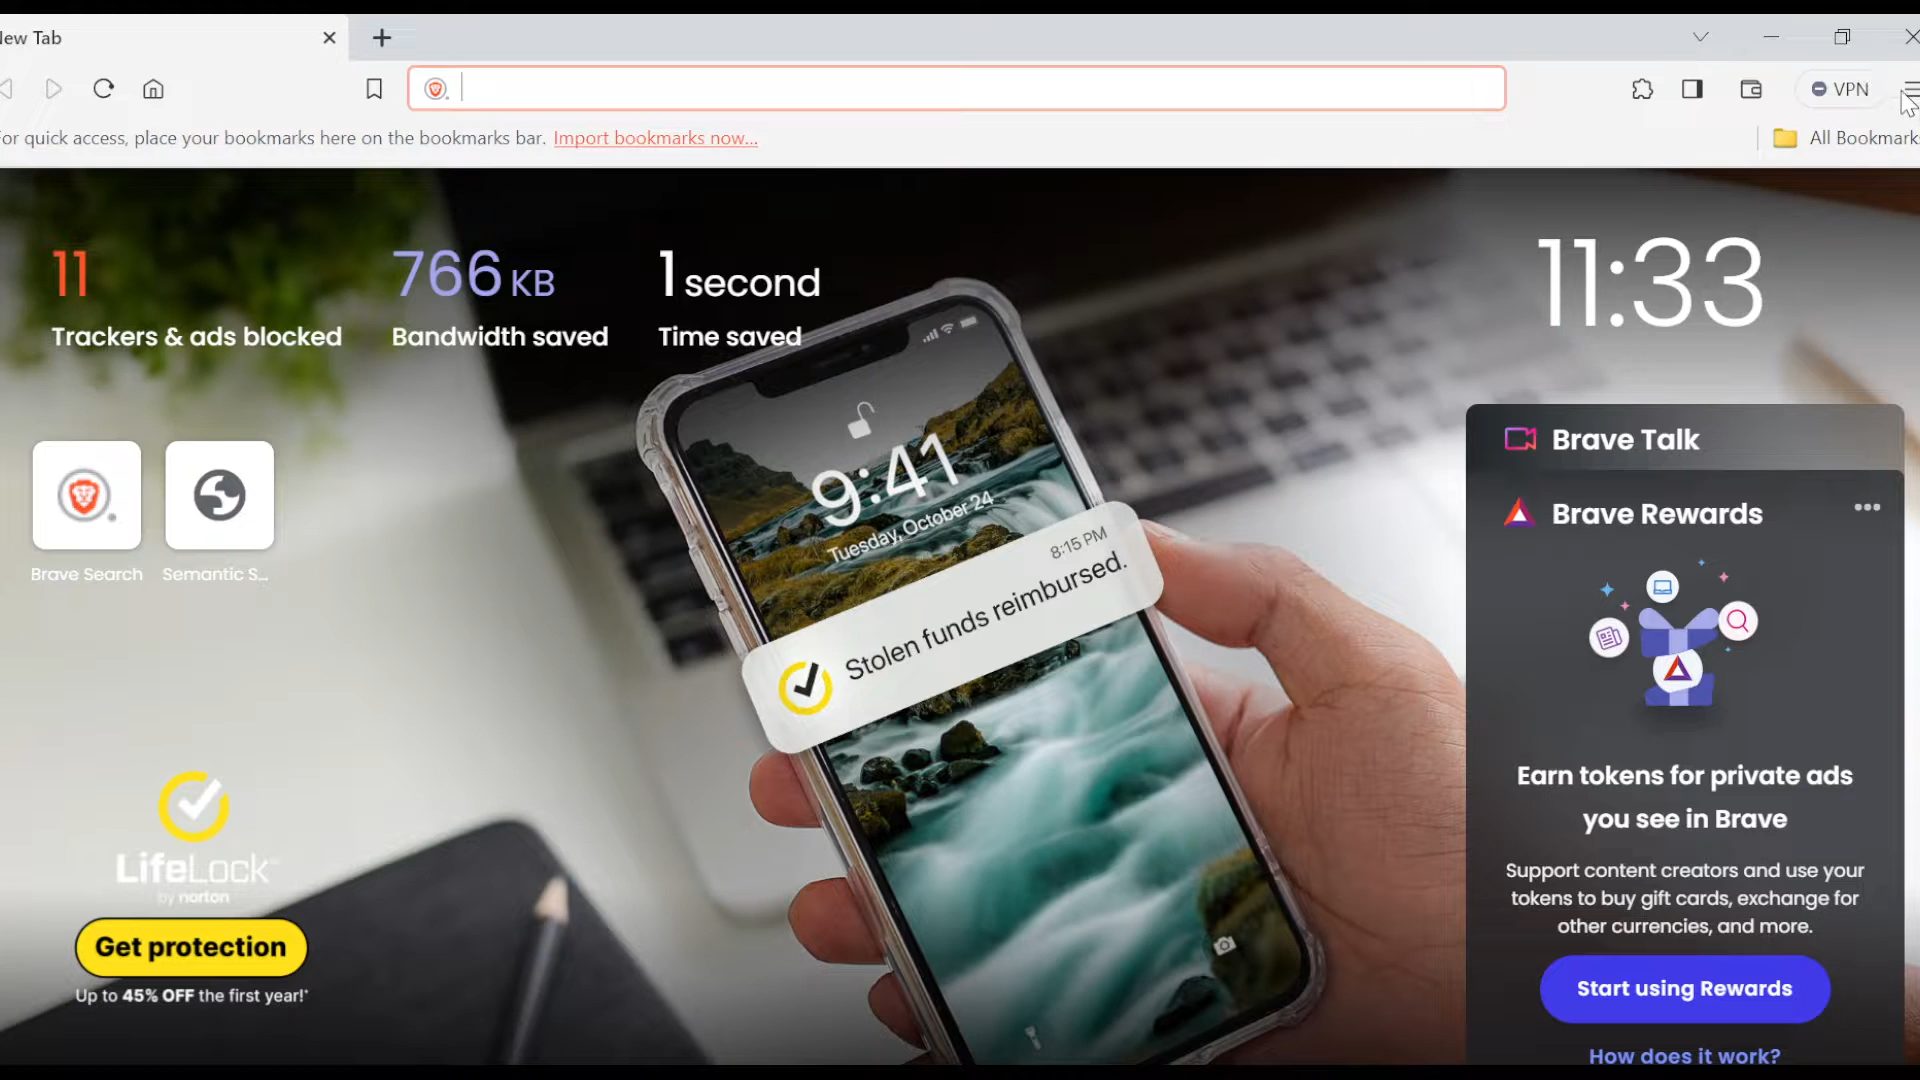 New Tab
VPN
For quick access, place your bookmarks here on the bookmarks bar. Import bookmarks now...
All Bookmarks
11
Trackers & ads blocked
766 KB
Bandwidth saved
1 second
Time saved
11:33
Brave Search
Semantic S...
9:41
Tuesday, October 24
8:15 PM
Stolen funds reimbursed.
LifeLock
by norton
Get protection
Up to 45% OFF the first year!*
Brave Talk
Brave Rewards
Earn tokens for private ads
you see in Brave
Support content creators and use your
tokens to buy gift cards, exchange for
other currencies, and more.
Start using Rewards
How does it work?